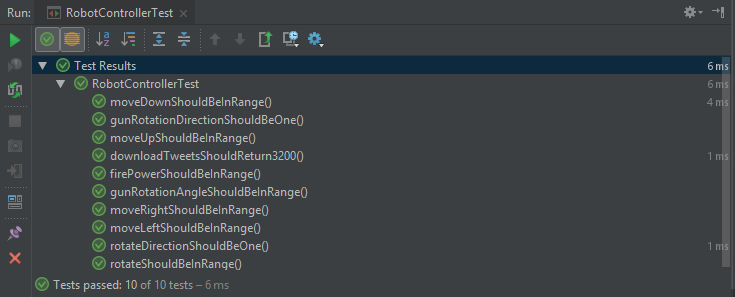 Run: RobotControllerTest
Test Results 6 ms
RobotControllerTest 6 ms
moveDownShouldBeInRange() 4 ms
gunRotationDirectionShouldBeOne()
moveUpShouldBeInRange()
downloadTweetsShouldReturn3200() 1 ms
firePowerShouldBeInRange()
gunRotationAngleShouldBeInRange()
moveRightShouldBeInRange()
moveLeftShouldBeInRange()
rotateDirectionShouldBeOne() 1 ms
rotateShouldBeInRange()
Tests passed: 10 of 10 tests – 6 ms